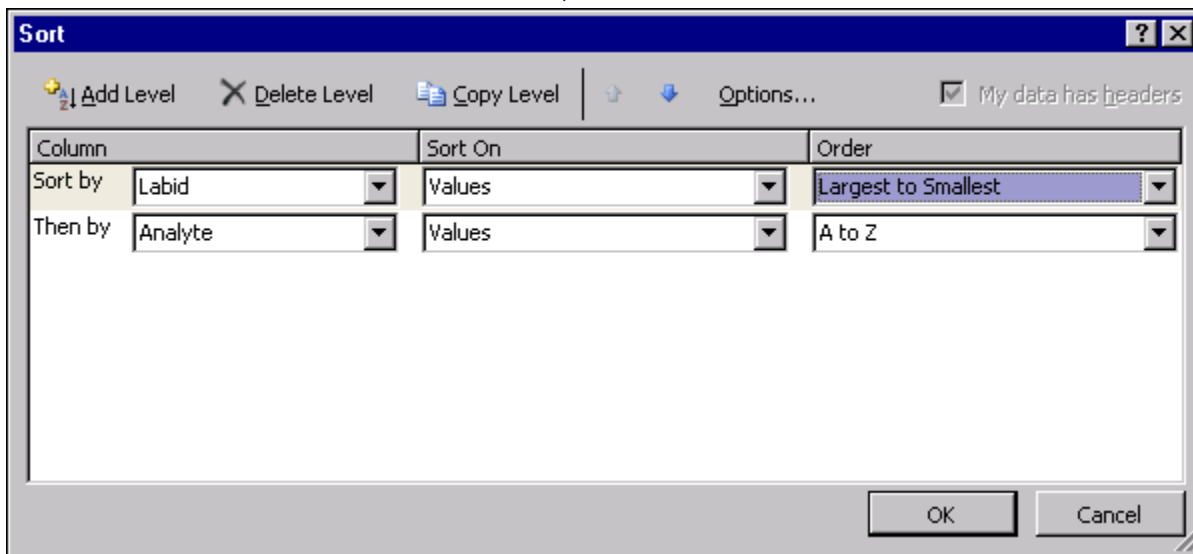 Sort
Add Level Delete Level Copy Level Options... My data has headers
Column Sort On Order
Sort by Labid Values Largest to Smallest
Then by Analyte Values A to Z
OK Cancel